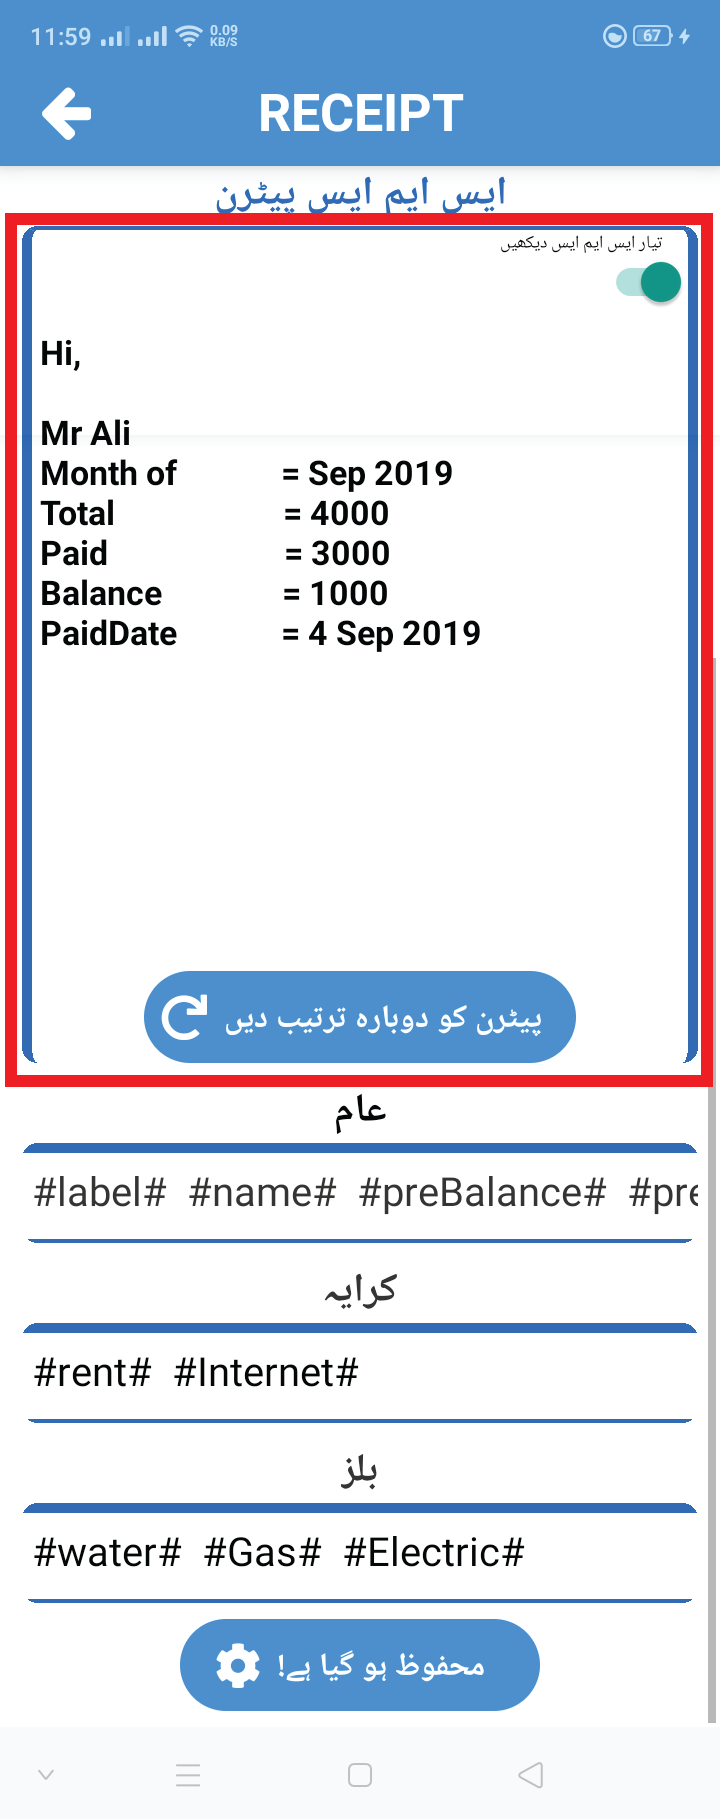 11:59 0.09 KB/S 67
RECEIPT
ایس ایم ایس پیٹرن
تیار ایس ایم ایس دیکھیں
Hi,
Mr Ali
Month of = Sep 2019
Total = 4000
Paid = 3000
Balance = 1000
PaidDate = 4 Sep 2019
پیٹرن کو دوبارہ ترتیب دیں
عام
#label# #name# #preBalance# #pre
کرایہ
#rent# #Internet#
بلز
#water# #Gas# #Electric#
محفوظ ہو گیا ہے!